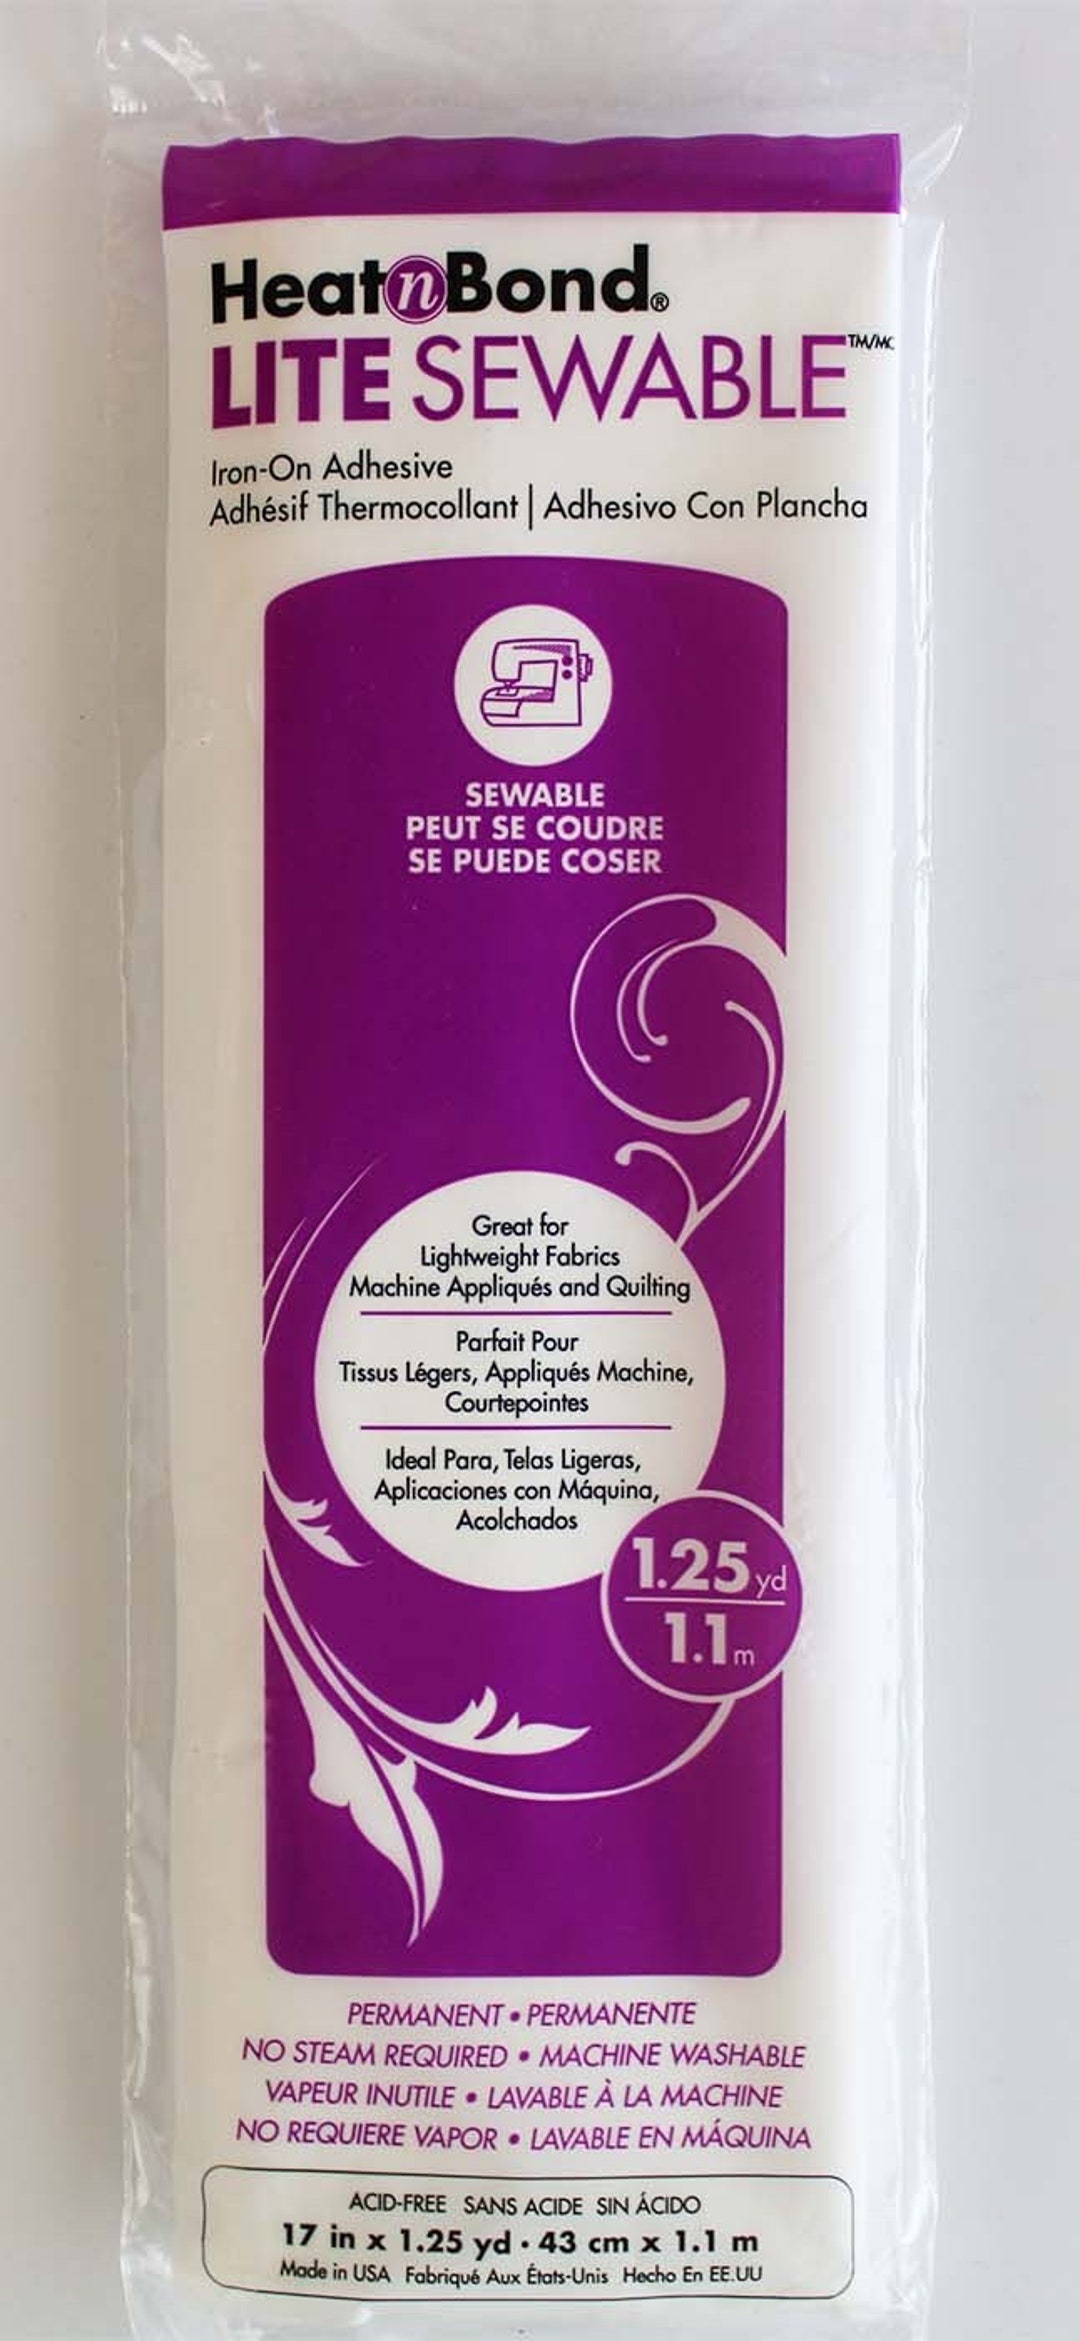 HeatnBond®
LITE SEWABLE™/MC
Iron-On Adhesive
Adhésif Thermocollant | Adhesivo Con Plancha
SEWABLE
PEUT SE COUDRE
SE PUEDE COSER
Great for
Lightweight Fabrics
Machine Appliqués and Quilting
Parfait Pour
Tissus Légers, Appliqués Machine,
Courtepointes
Ideal Para, Telas Ligeras,
Aplicaciones con Máquina,
Acolchados
1.25 yd
1.1 m
PERMANENT • PERMANENTE
NO STEAM REQUIRED • MACHINE WASHABLE
VAPEUR INUTILE • LAVABLE À LA MACHINE
NO REQUIERE VAPOR • LAVABLE EN MÁQUINA
ACID-FREE SANS ACIDE SIN ÁCIDO
17 in x 1.25 yd · 43 cm x 1.1 m
Made in USA Fabriqué Aux États-Unis Hecho En EE.UU